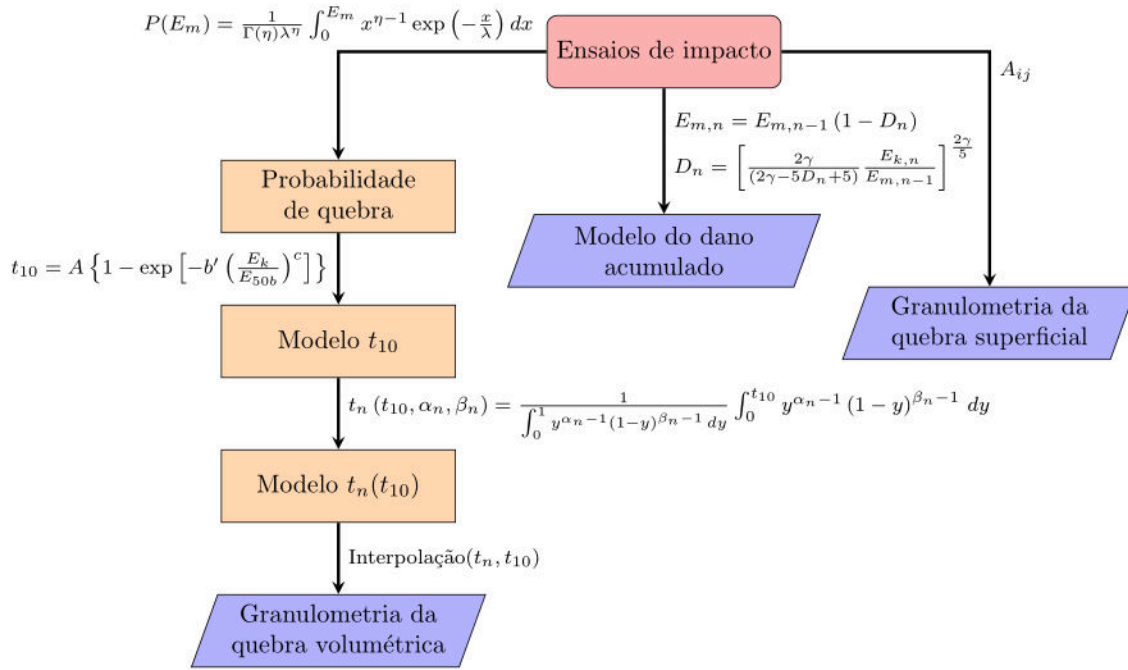 P(E_m) = \frac{1}{\Gamma(\eta)\lambda^\eta} \int_0^{E_m} x^{\eta-1} \exp\left(-\frac{x}{\lambda}\right) dx
Ensaios de impacto
A_{ij}
E_{m,n} = E_{m,n-1} (1 - D_n)
D_n = \left[ \frac{2\gamma}{(2\gamma-5D_n+5)} \frac{E_{k,n}}{E_{m,n-1}} \right]^{\frac{2\gamma}{5}}
Probabilidade
de quebra
Modelo do dano
acumulado
t_{10} = A \left\{ 1 - \exp\left[ -b' \left( \frac{E_k}{E_{50b}} \right)^c \right] \right\}
Granulometria da
quebra superficial
Modelo t_{10}
t_n (t_{10}, \alpha_n, \beta_n) = \frac{1}{\int_0^1 y^{\alpha_n-1}(1-y)^{\beta_n-1} dy} \int_0^{t_{10}} y^{\alpha_n-1} (1-y)^{\beta_n-1} dy
Modelo t_n(t_{10})
Interpolação(t_n, t_{10})
Granulometria da
quebra volumétrica